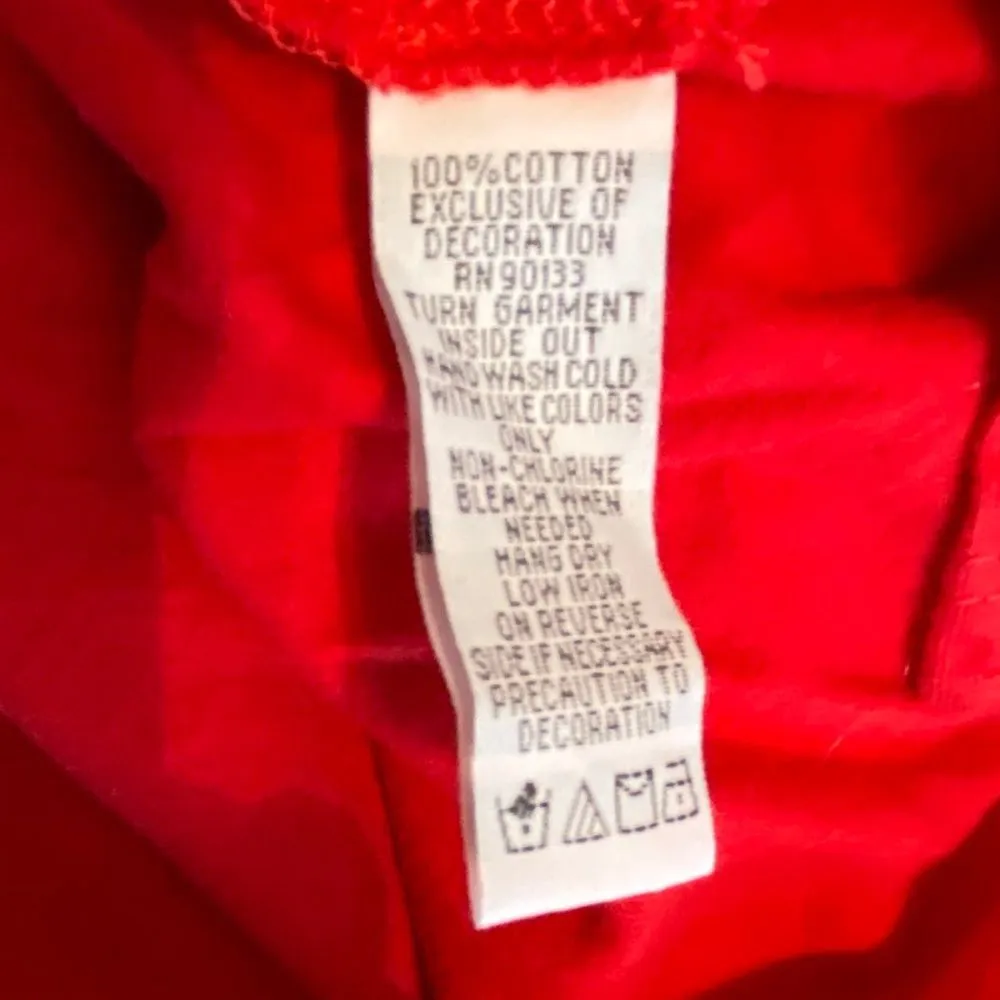 100% COTTON
EXCLUSIVE OF
DECORATION
RN 90133
TURN GARMENT
INSIDE OUT
HAND WASH COLD
WITH LIKE COLORS
ONLY
NON-CHLORINE
BLEACH WHEN
NEEDED
HANG DRY
LOW IRON
ON REVERSE
SIDE IF NECESSARY
PRECAUTION TO
DECORATION